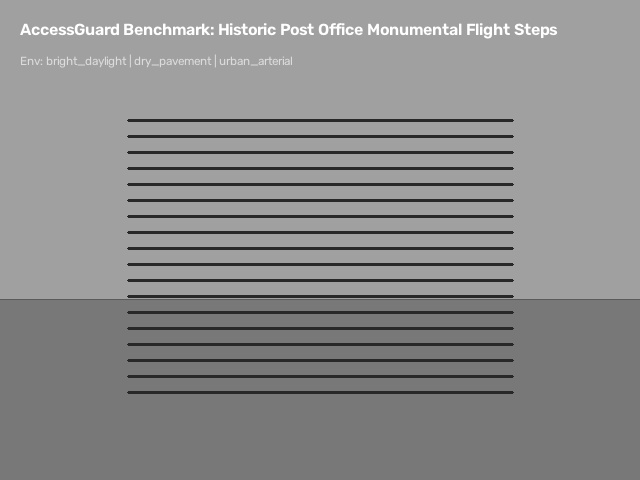 AccessGuard Benchmark: Historic Post Office Monumental Flight Steps
Env: bright_daylight | dry_pavement | urban_arterial